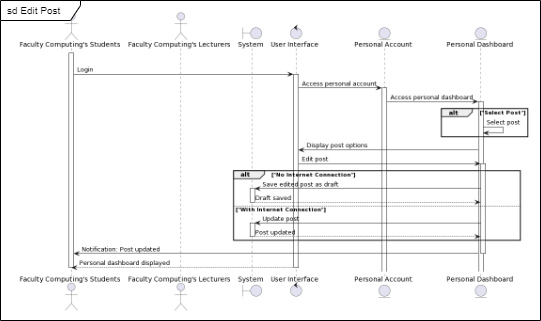 sd Edit Post
Faculty Computing's Students Faculty Computing's Lecturers System User Interface Personal Account Personal Dashboard
Login
Access personal account
Access personal dashboard
alt ["Select Post"]
Select post
Display post options
Edit post
alt ["No Internet Connection"]
Save edited post as draft
Draft saved
["With Internet Connection"]
Update post
Post updated
Notification: Post updated
Personal dashboard displayed
Faculty Computing's Students Faculty Computing's Lecturers System User Interface Personal Account Personal Dashboard